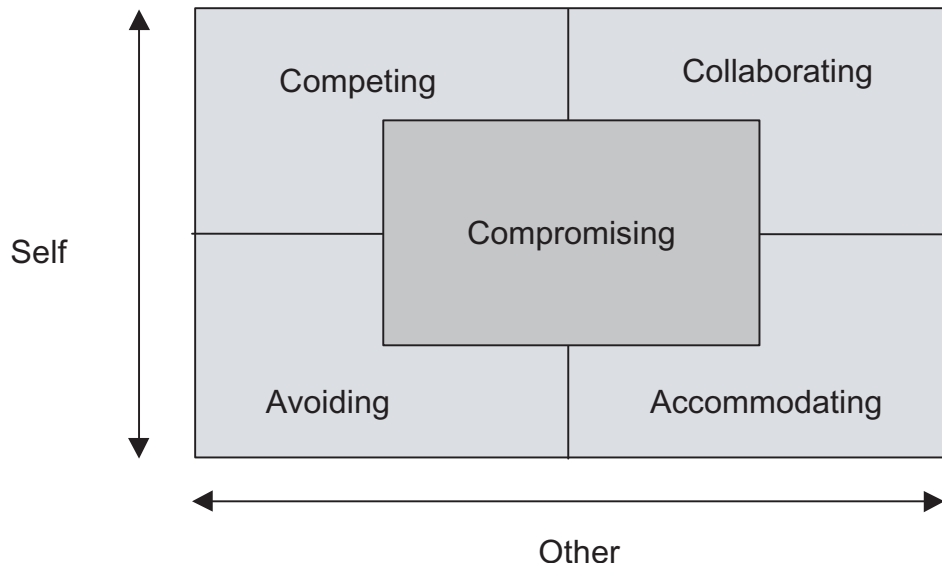 Competing
Collaborating
Self
Compromising
Avoiding
Accommodating
Other